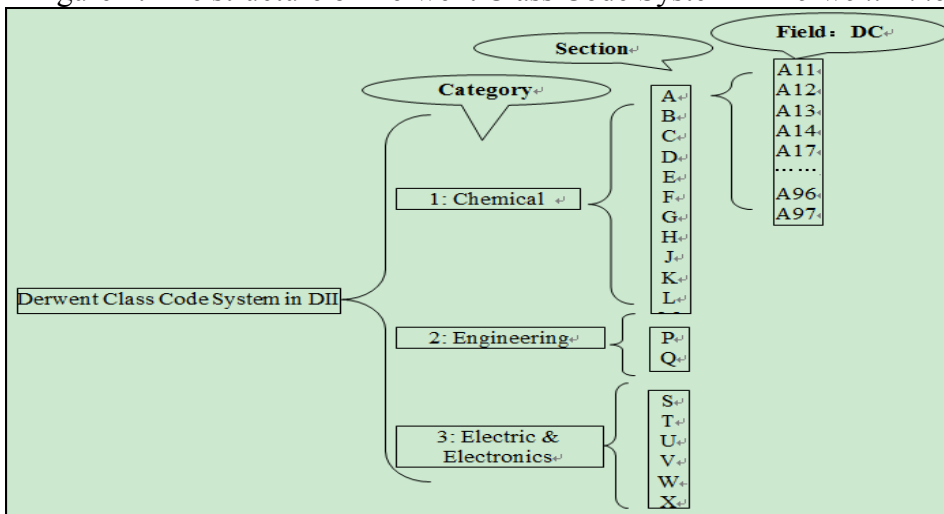 Section
Field: DC
Category
A11
A12
A13
A14
A17
... ...
A96
A97
A
B
C
D
E
F
G
H
J
K
L
1: Chemical
Derwent Class Code System in DII
2: Engineering
P
Q
3: Electric &
Electronics
S
T
U
V
W
X